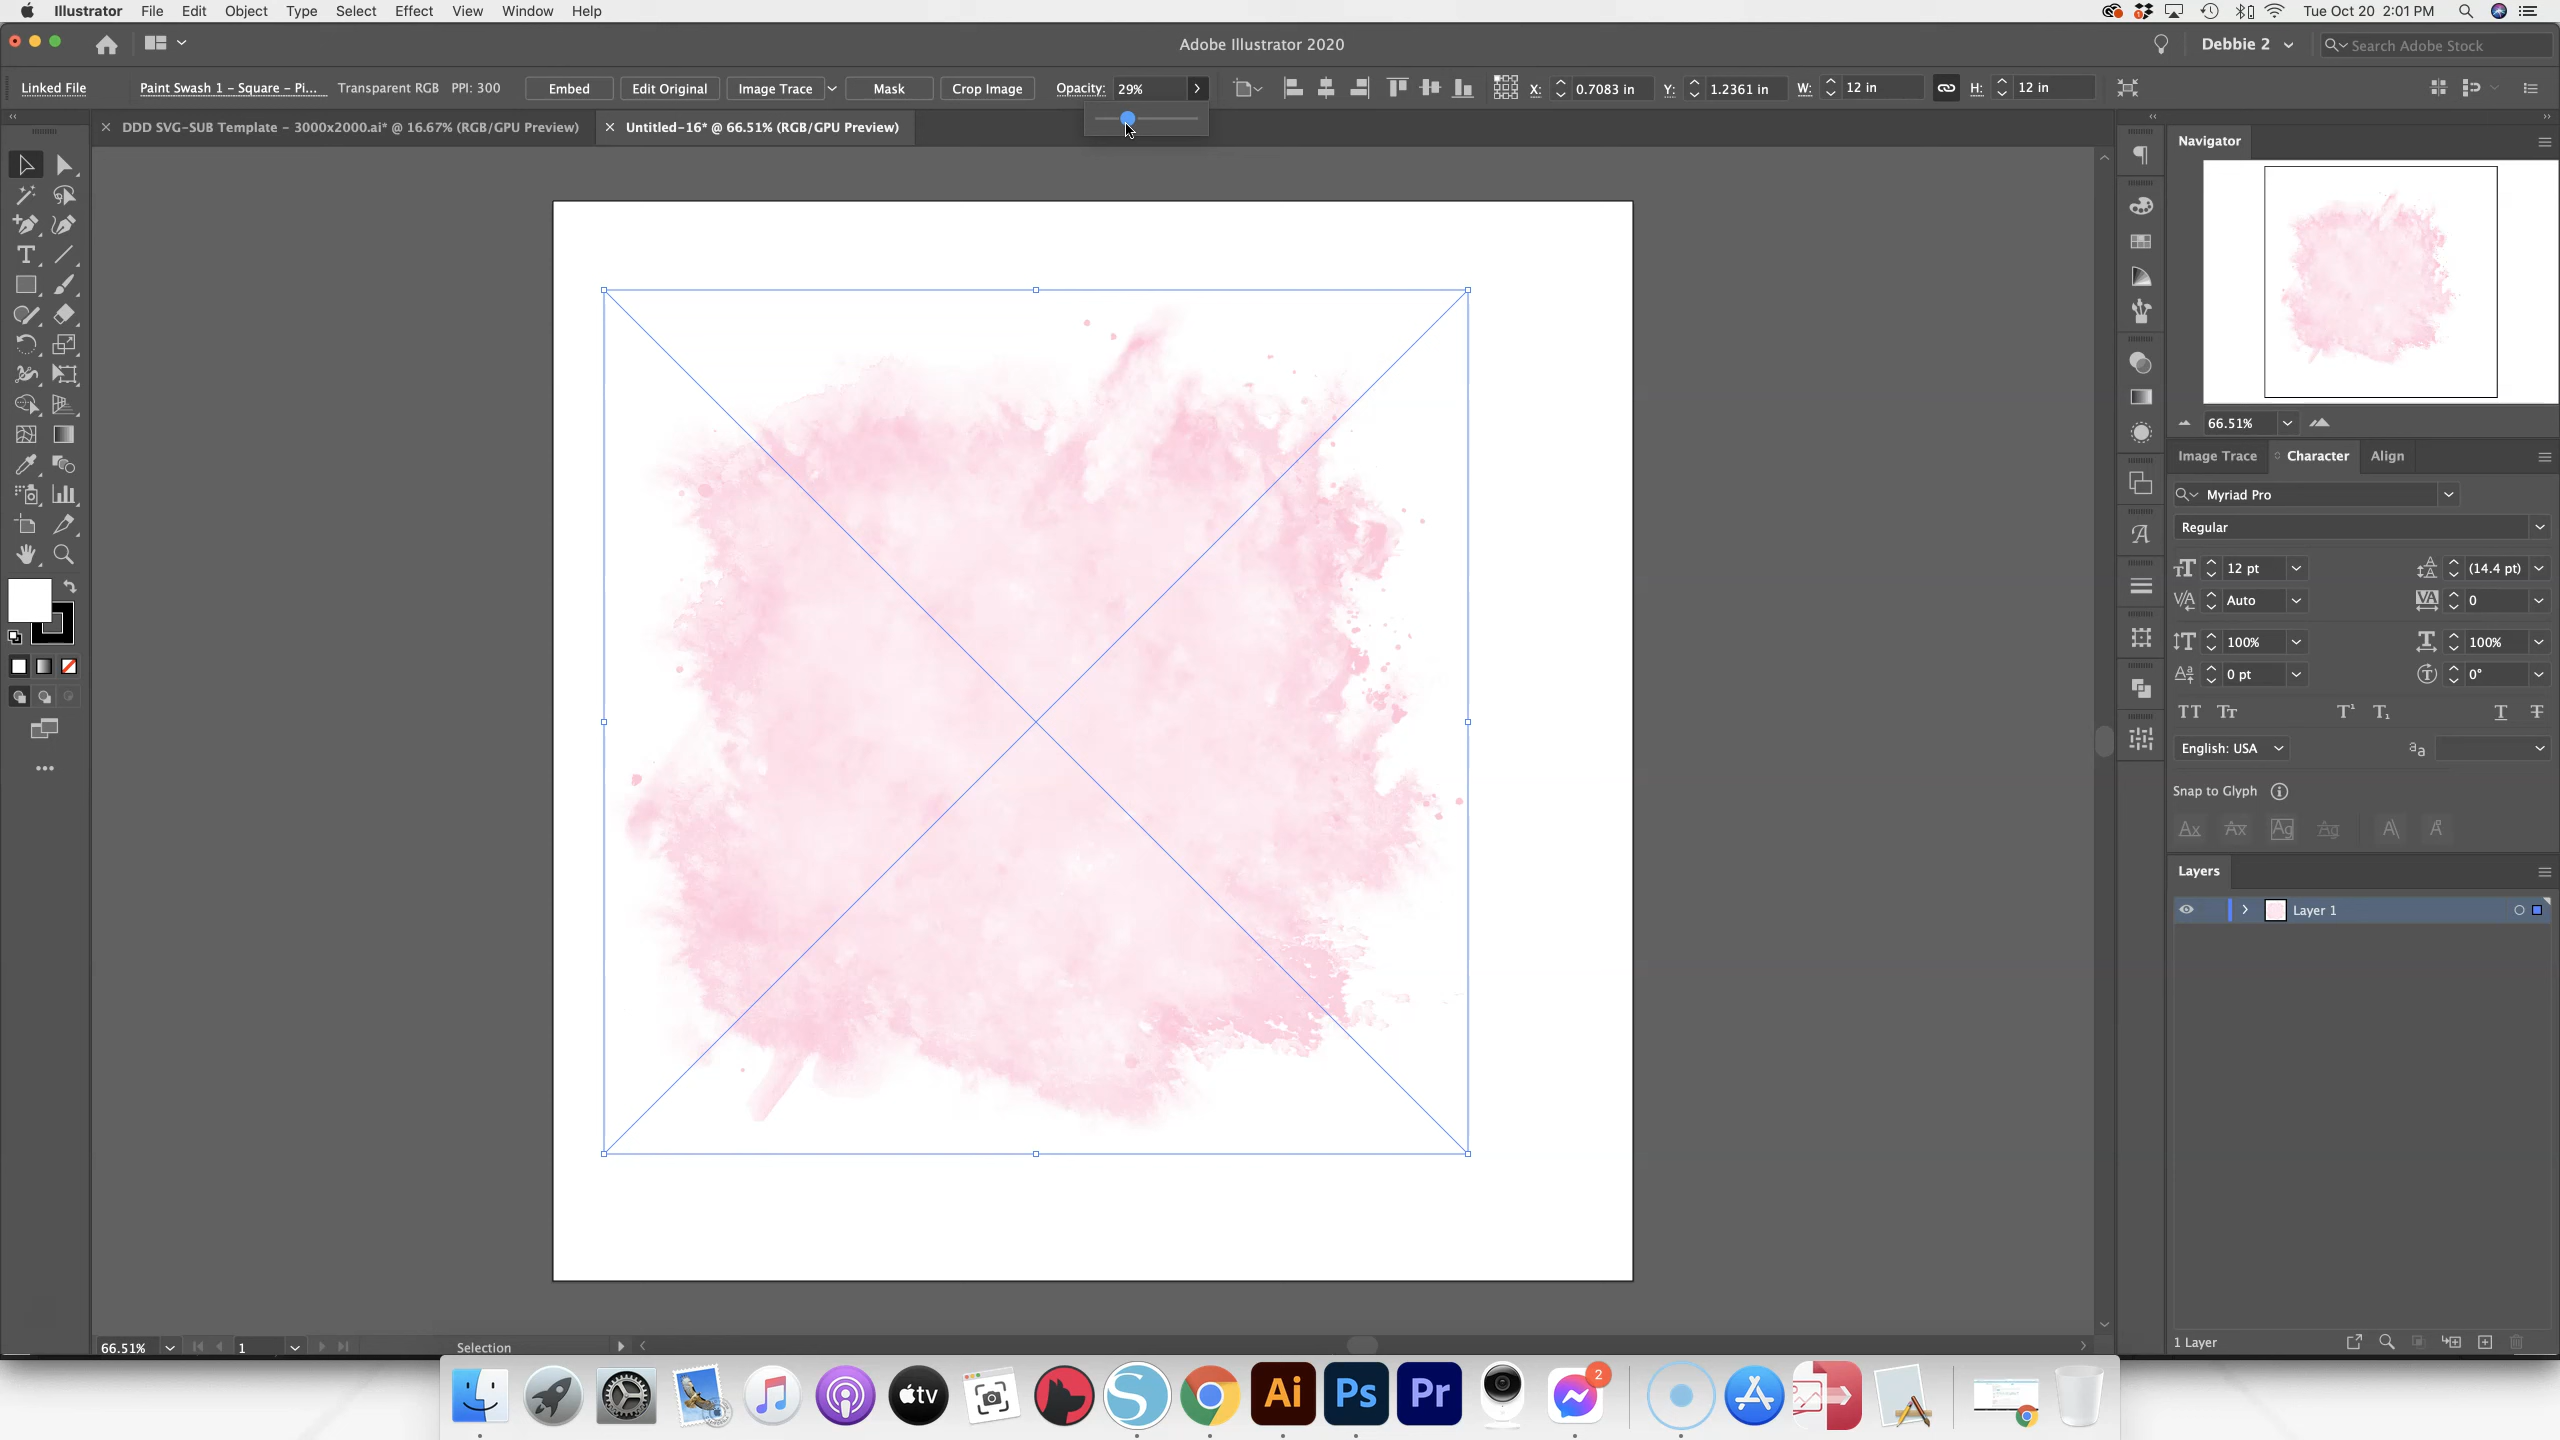 Illustrator File Edit Object Type Select Effect View Window Help
Tue Oct 20 2:01 PM
Adobe Illustrator 2020
Debbie 2
Search Adobe Stock
Linked File Paint Swash 1 - Square - Pi... Transparent RGB PPI: 300 Embed Edit Original Image Trace Mask Crop Image Opacity: 29% X: 0.7083 in Y: 1.2361 in W: 12 in H: 12 in
DDD SVG-SUB Template - 3000x2000.ai* @ 16.67% (RGB/GPU Preview)
Untitled-16* @ 66.51% (RGB/GPU Preview)
Navigator
66.51%
Image Trace Character Align
Myriad Pro
Regular
12 pt (14.4 pt)
Auto 0
100% 100%
0 pt 0°
English: USA
Snap to Glyph
Layers
Layer 1
1 Layer
66.51% 1 Selection
tv
S
Ai
Ps
Pr
2